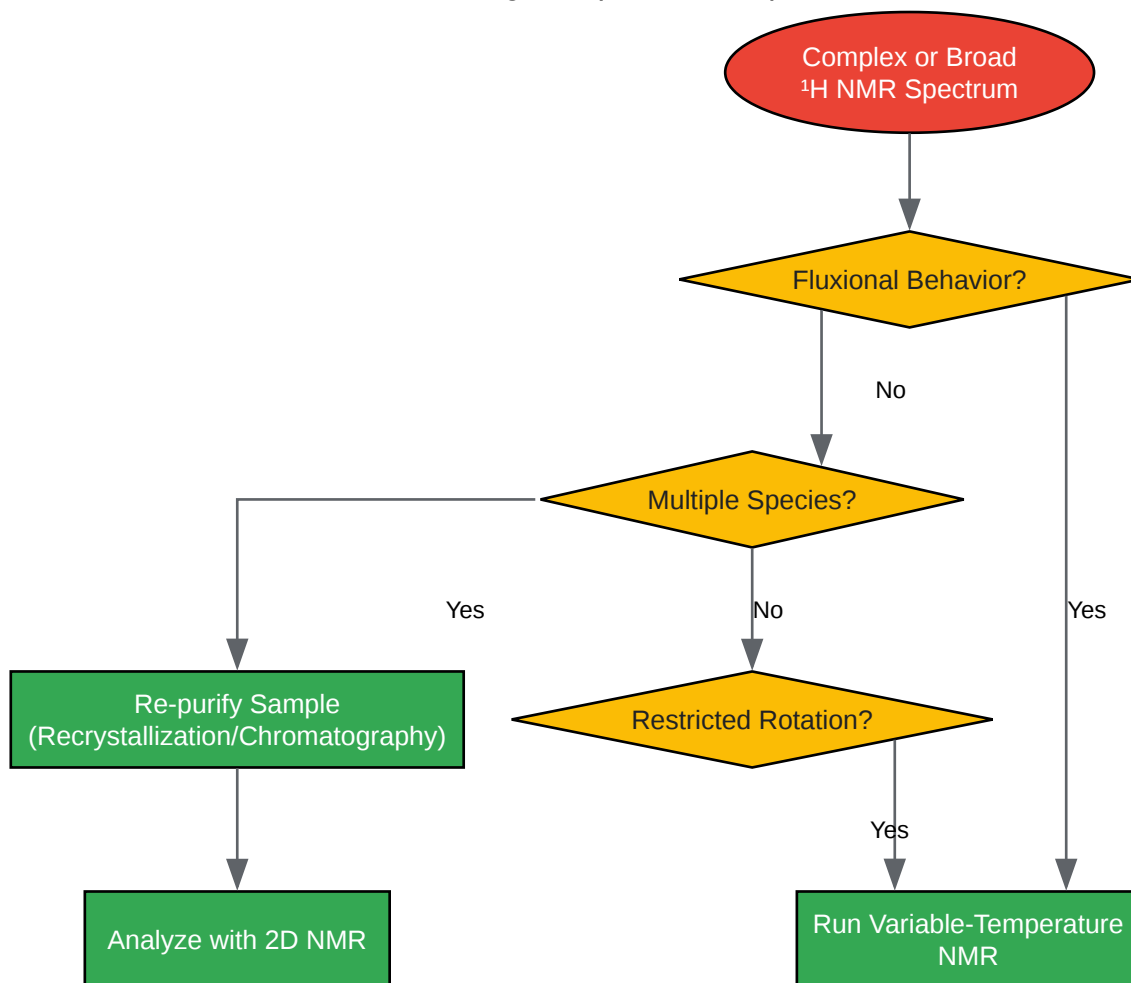 Complex or Broad
¹H NMR Spectrum
Fluxional Behavior?
No
Multiple Species?
Yes
No
Yes
Re-purify Sample
(Recrystallization/Chromatography)
Restricted Rotation?
Yes
Analyze with 2D NMR
Run Variable-Temperature
NMR